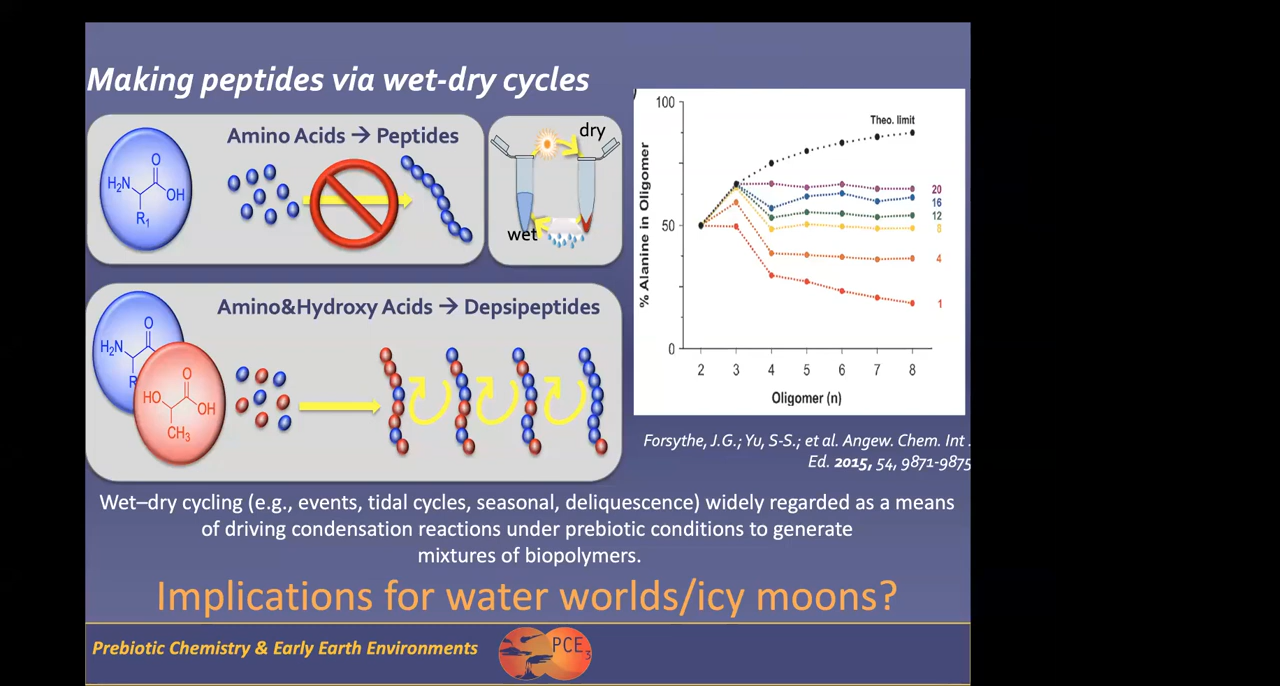 Making peptides via wet-dry cycles
Amino Acids → Peptides
H₂N
O
OH
R₁
dry
wet
Amino&Hydroxy Acids → Depsipeptides
H₂N
O
R
HO
O
OH
CH₃
% Alanine in Oligomer
100
50
0
Theo. limit
20
16
12
8
4
1
2 3 4 5 6 7 8
Oligomer (n)
Forsythe, J.G.; Yu, S-S.; et al. Angew. Chem. Int .
Ed. 2015, 54, 9871-9875
Wet–dry cycling (e.g., events, tidal cycles, seasonal, deliquescence) widely regarded as a means
of driving condensation reactions under prebiotic conditions to generate
mixtures of biopolymers.
Implications for water worlds/icy moons?
Prebiotic Chemistry & Early Earth Environments
PCE₃